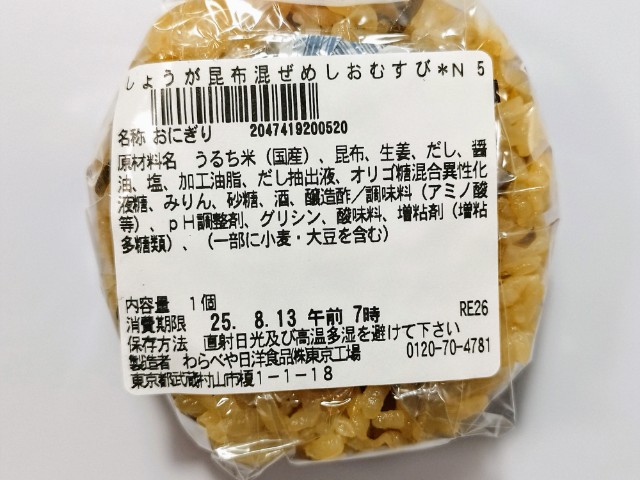 しょうが昆布混ぜめしおむすび*N 5
名称 おにぎり 2047419200520
原材料名 うるち米（国産）、昆布、生姜、だし、醤
油、塩、加工油脂、だし抽出液、オリゴ糖混合異性化
液糖、みりん、砂糖、酒、醸造酢／調味料（アミノ酸
等）、ｐＨ調整剤、グリシン、酸味料、増粘剤（増粘
多糖類）、（一部に小麦・大豆を含む）
内容量 1個
消費期限 25. 8.13 午前 7時 RE26
保存方法 直射日光及び高温多湿を避けて下さい
製造者 わらべや日洋食品㈱東京工場 0120-70-4781
東京都武蔵村山市榎1-1-18